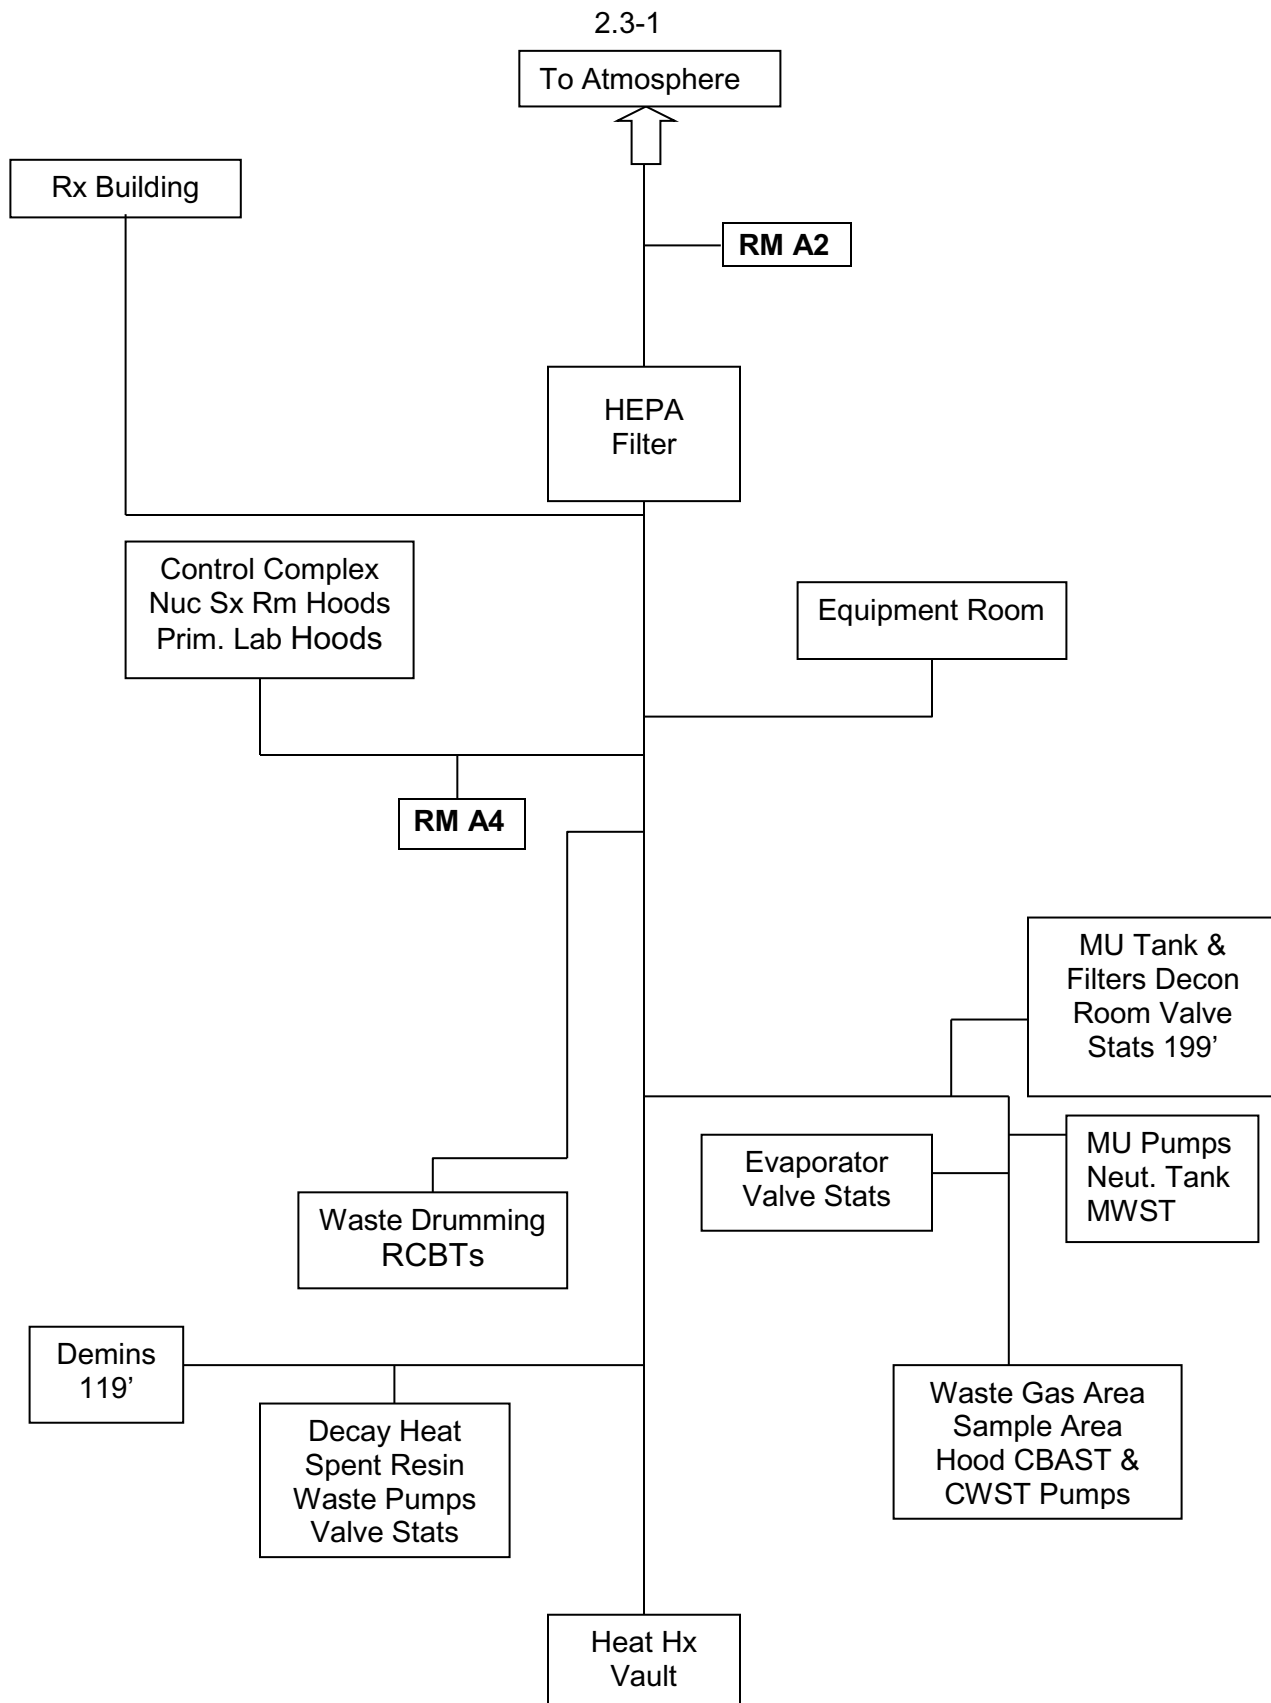 2.3-1
To Atmosphere
Rx Building
RM A2
HEPA
Filter
Control Complex
Nuc Sx Rm Hoods
Prim. Lab Hoods
Equipment Room
RM A4
MU Tank &
Filters Decon
Room Valve
Stats 199’
Evaporator
Valve Stats
MU Pumps
Neut. Tank
MWST
Waste Drumming
RCBTs
Demins
119’
Decay Heat
Spent Resin
Waste Pumps
Valve Stats
Waste Gas Area
Sample Area
Hood CBAST &
CWST Pumps
Heat Hx
Vault